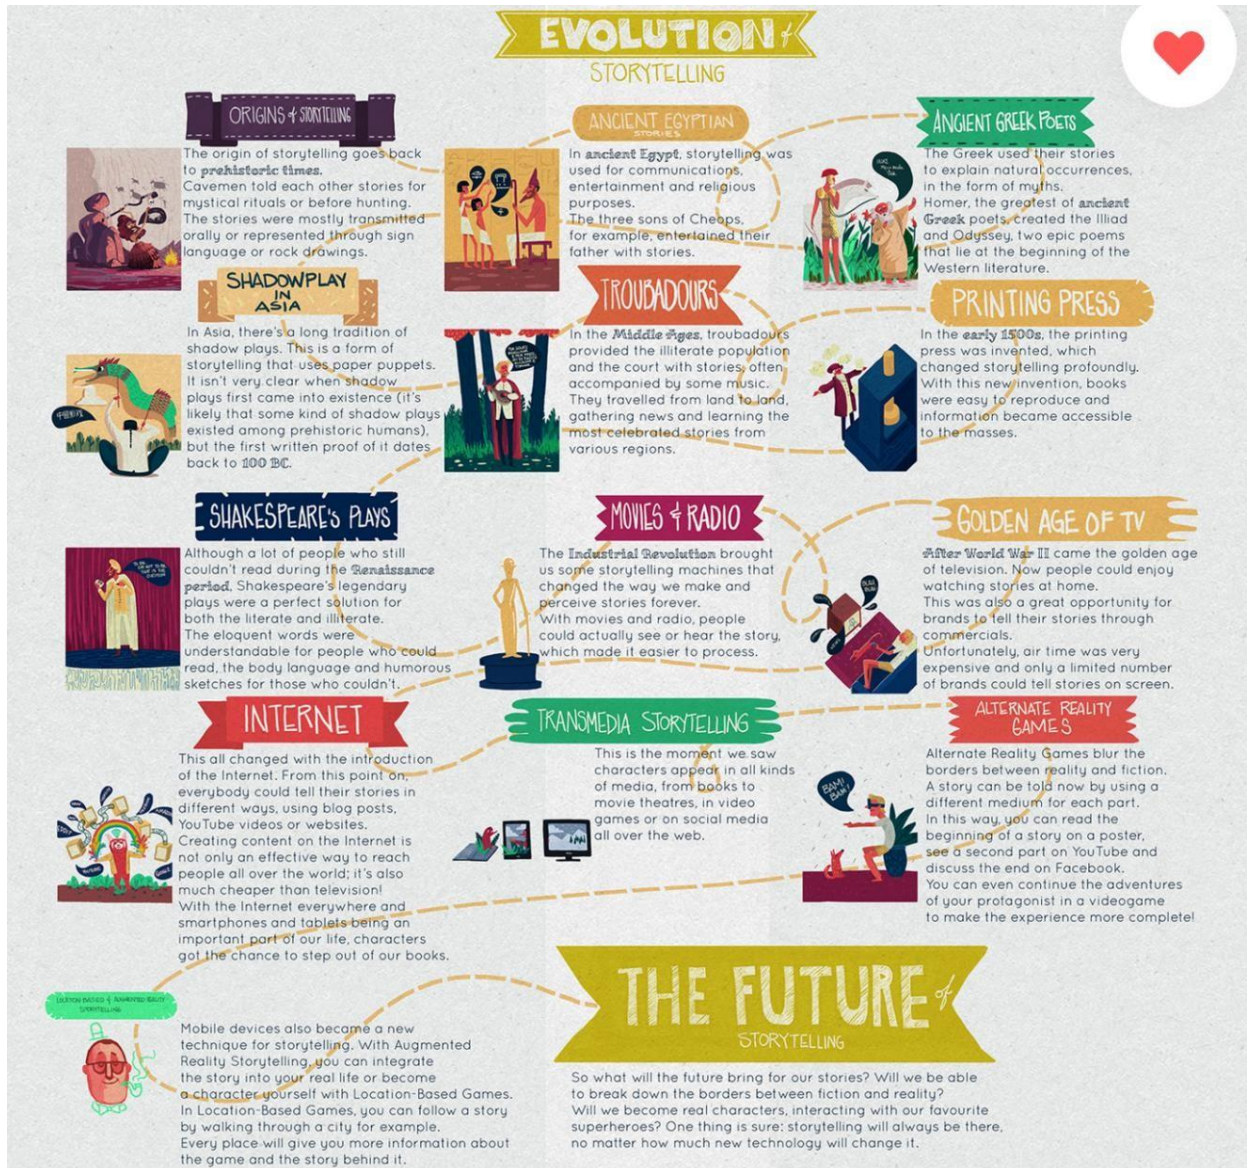 EVOLUTION of
STORYTELLING
ORIGINS of STORYTELLING
The origin of storytelling goes back
to prehistoric times.
Cavemen told each other stories for
mystical rituals or before hunting.
The stories were mostly transmitted
orally or represented through sign
language or rock drawings.
ANCIENT EGYPTIAN
STORIES
In ancient Egypt, storytelling was
used for communications,
entertainment and religious
purposes.
The three sons of Cheops,
for example, entertained their
father with stories.
ANCIENT GREEK POETS
The Greek used their stories
to explain natural occurrences,
in the form of myths.
Homer, the greatest of ancient
Greek poets, created the Illiad
and Odyssey, two epic poems
that lie at the beginning of the
Western literature.
SHADOWPLAY
IN
ASIA
In Asia, there's a long tradition of
shadow plays. This is a form of
storytelling that uses paper puppets.
It isn't very clear when shadow
plays first came into existence (it's
likely that some kind of shadow plays
existed among prehistoric humans),
but the first written proof of it dates
back to 100 BC.
TROUBADOURS
In the Middle Ages, troubadours
provided the illiterate population
and the court with stories, often
accompanied by some music.
They travelled from land to land,
gathering news and learning the
most celebrated stories from
various regions.
PRINTING PRESS
In the early 1500s, the printing
press was invented, which
changed storytelling profoundly.
With this new invention, books
were easy to reproduce and
information became accessible
to the masses.
SHAKESPEARE'S PLAYS
TO BE
OR NOT TO BE
THAT IS THE
QUESTION
Although a lot of people who still
couldn't read during the Renaissance
period, Shakespeare's legendary
plays were a perfect solution for
both the literate and illiterate.
The eloquent words were
understandable for people who could
read, the body language and humorous
sketches for those who couldn't.
MOVIES & RADIO
The Industrial Revolution brought
us some storytelling machines that
changed the way we make and
perceive stories forever.
With movies and radio, people
could actually see or hear the story,
which made it easier to process.
GOLDEN AGE OF TV
After World War II came the golden age
of television. Now people could enjoy
watching stories at home.
This was also a great opportunity for
brands to tell their stories through
commercials.
Unfortunately, air time was very
expensive and only a limited number
of brands could tell stories on screen.
INTERNET
This all changed with the introduction
of the Internet. From this point on,
everybody could tell their stories in
different ways, using blog posts,
YouTube videos or websites.
Creating content on the Internet is
not only an effective way to reach
people all over the world; it's also
much cheaper than television!
With the Internet everywhere and
smartphones and tablets being an
important part of our life, characters
got the chance to step out of our books.
TRANSMEDIA STORYTELLING
This is the moment we saw
characters appear in all kinds
of media, from books to
movie theatres, in video
games or on social media
all over the web.
ALTERNATE REALITY
GAMES
BAM!
BAM!
Alternate Reality Games blur the
borders between reality and fiction.
A story can be told now by using a
different medium for each part.
In this way, you can read the
beginning of a story on a poster,
see a second part on YouTube and
discuss the end on Facebook.
You can even continue the adventures
of your protagonist in a videogame
to make the experience more complete!
LOCATION BASED & AUGMENTED REALITY
STORYTELLING
Mobile devices also became a new
technique for storytelling. With Augmented
Reality Storytelling, you can integrate
the story into your real life or become
a character yourself with Location-Based Games.
In Location-Based Games, you can follow a story
by walking through a city for example.
Every place will give you more information about
the game and the story behind it.
THE FUTURE of
STORYTELLING
So what will the future bring for our stories? Will we be able
to break down the borders between fiction and reality?
Will we become real characters, interacting with our favourite
superheroes? One thing is sure: storytelling will always be there,
no matter how much new technology will change it.